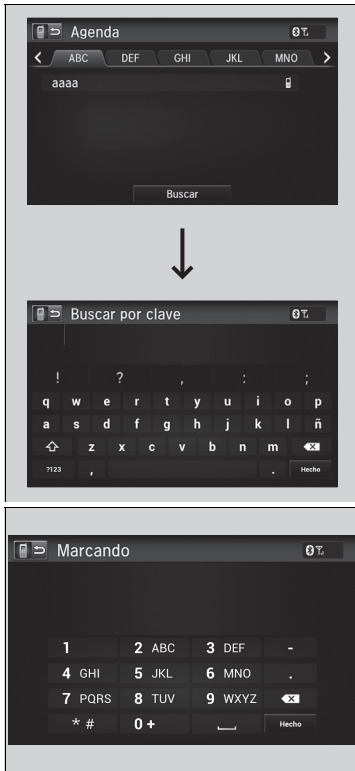 Agenda
ABC DEF GHI JKL MNO
aaaa
Buscar
Buscar por clave
! ? , : ;
q w e r t y u i o p
a s d f g h j k l ñ
z x c v b n m
?123 , . Hecho
Marcando
1 2 ABC 3 DEF -
4 GHI 5 JKL 6 MNO .
7 PQRS 8 TUV 9 WXYZ
* # 0 + Hecho